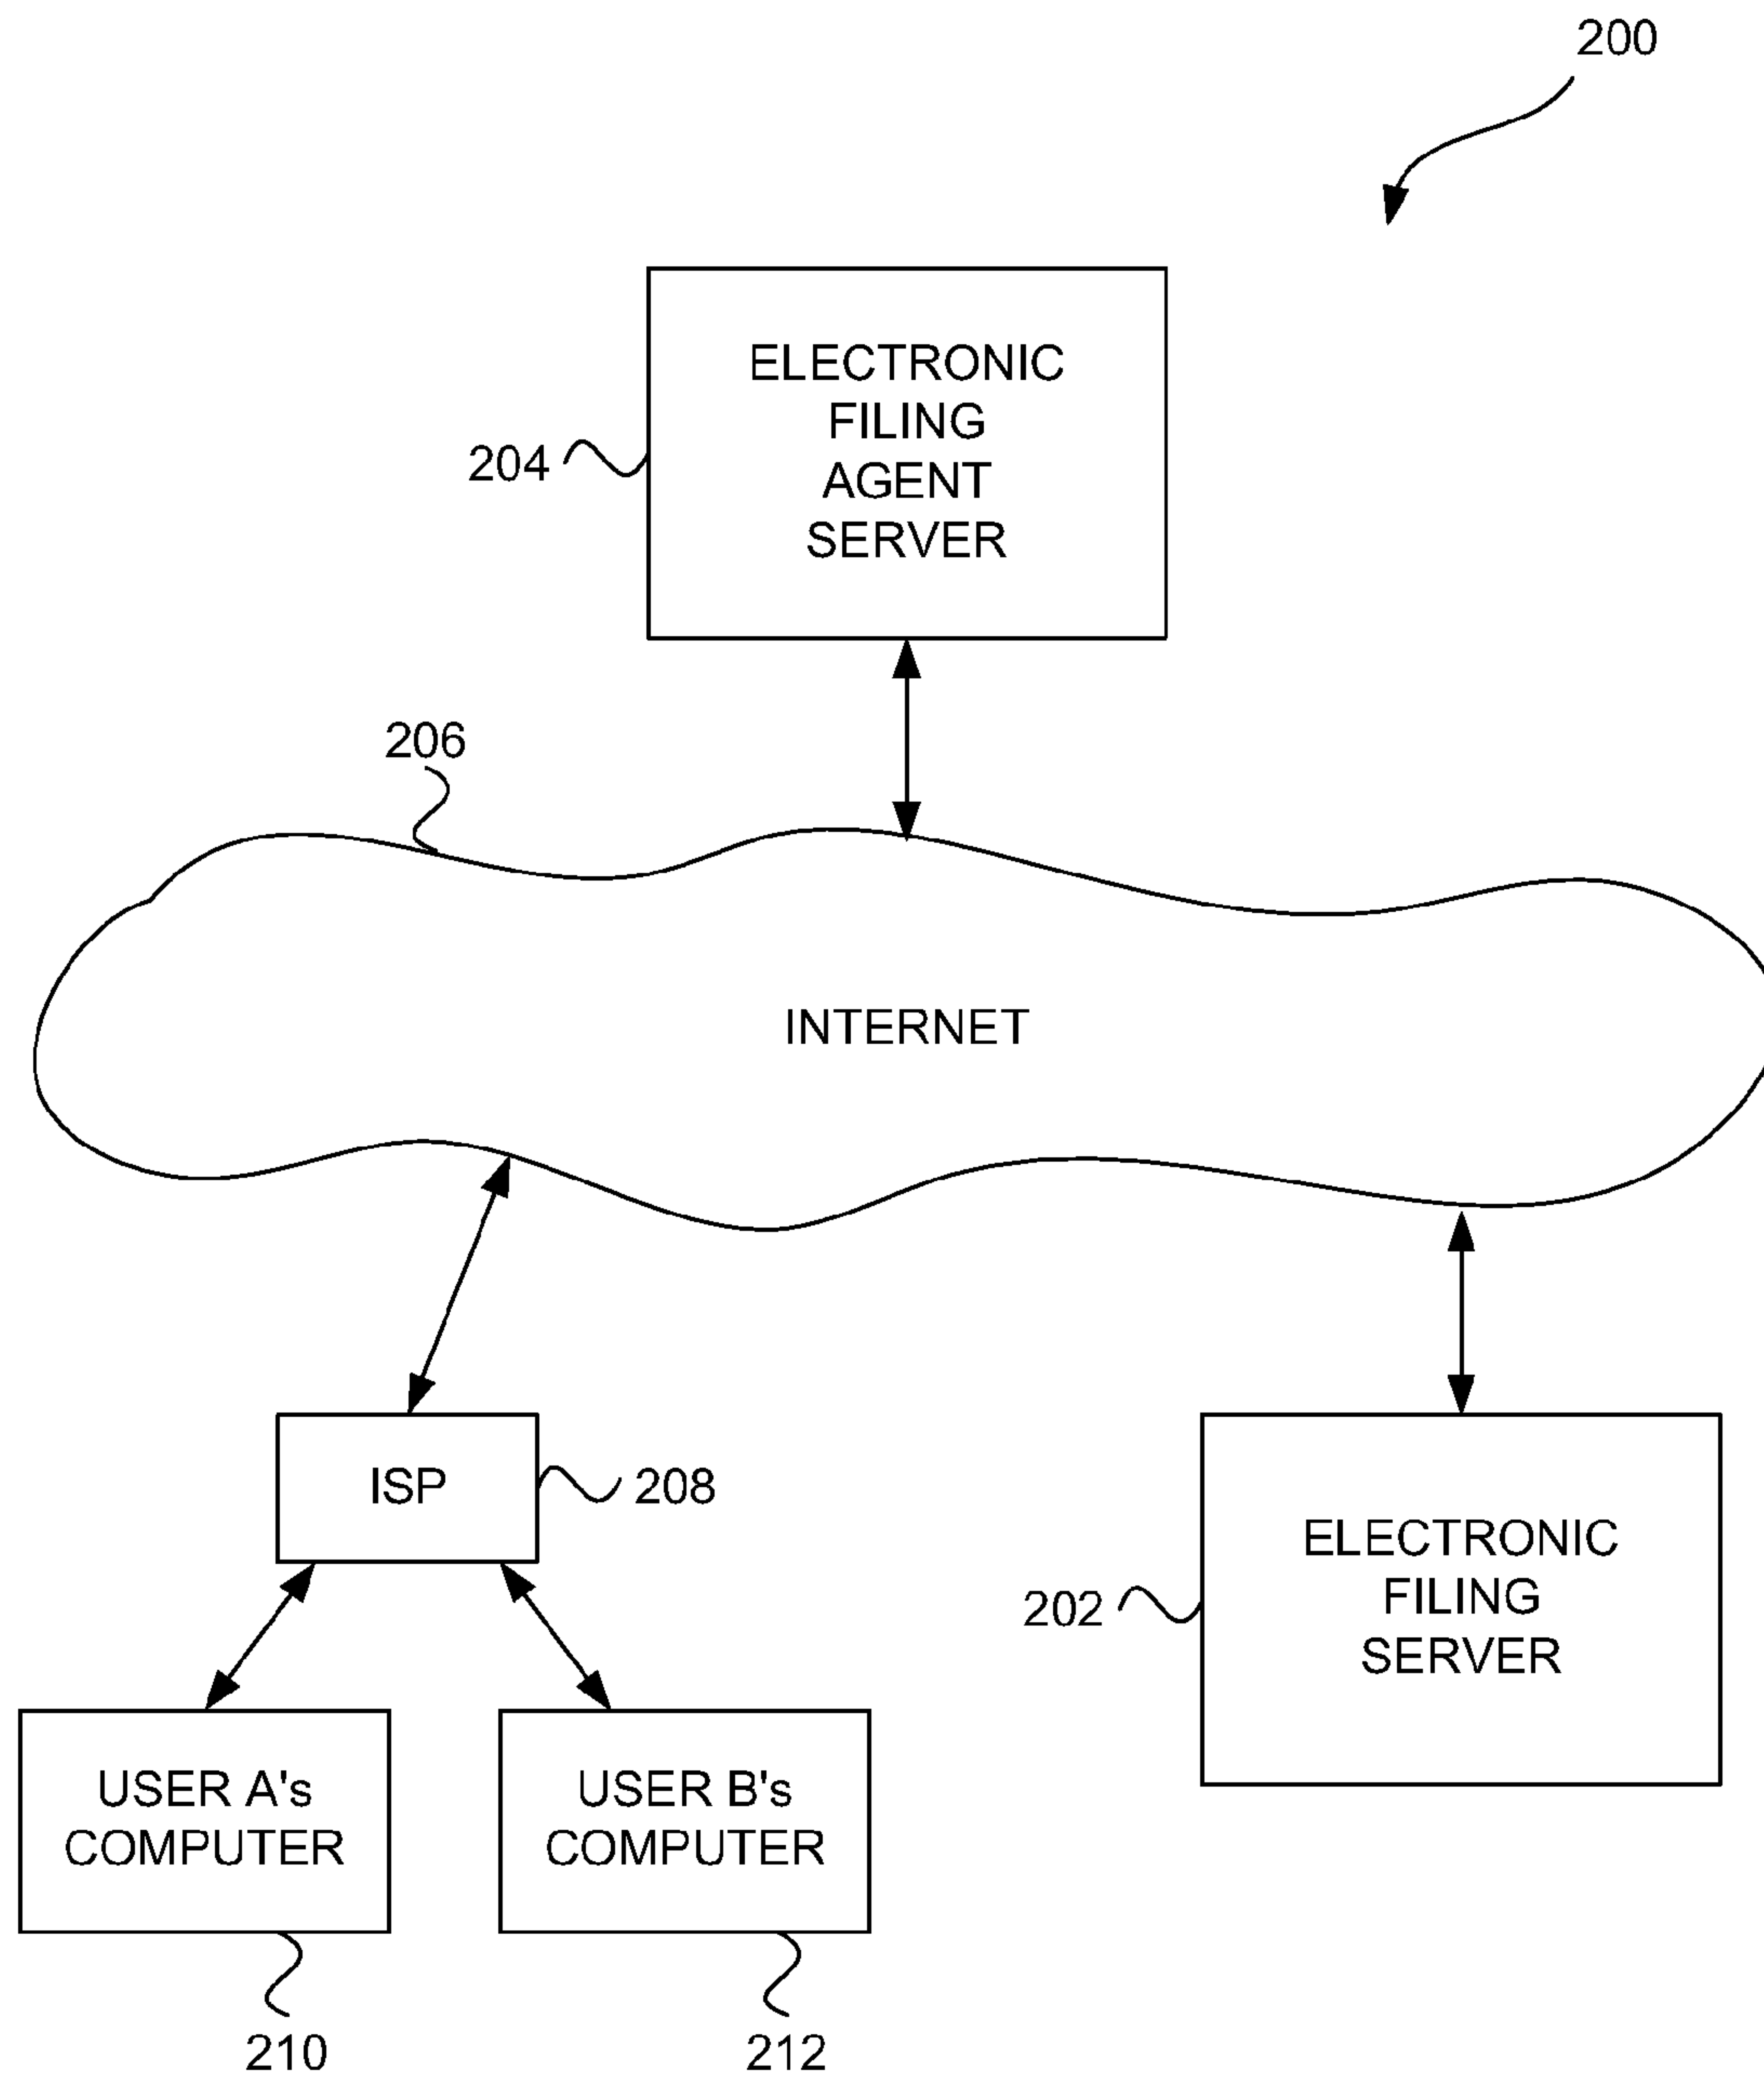 200
ELECTRONIC
FILING
AGENT
SERVER
204
206
INTERNET
ISP
208
ELECTRONIC
FILING
SERVER
202
USER A's
COMPUTER
USER B's
COMPUTER
210
212